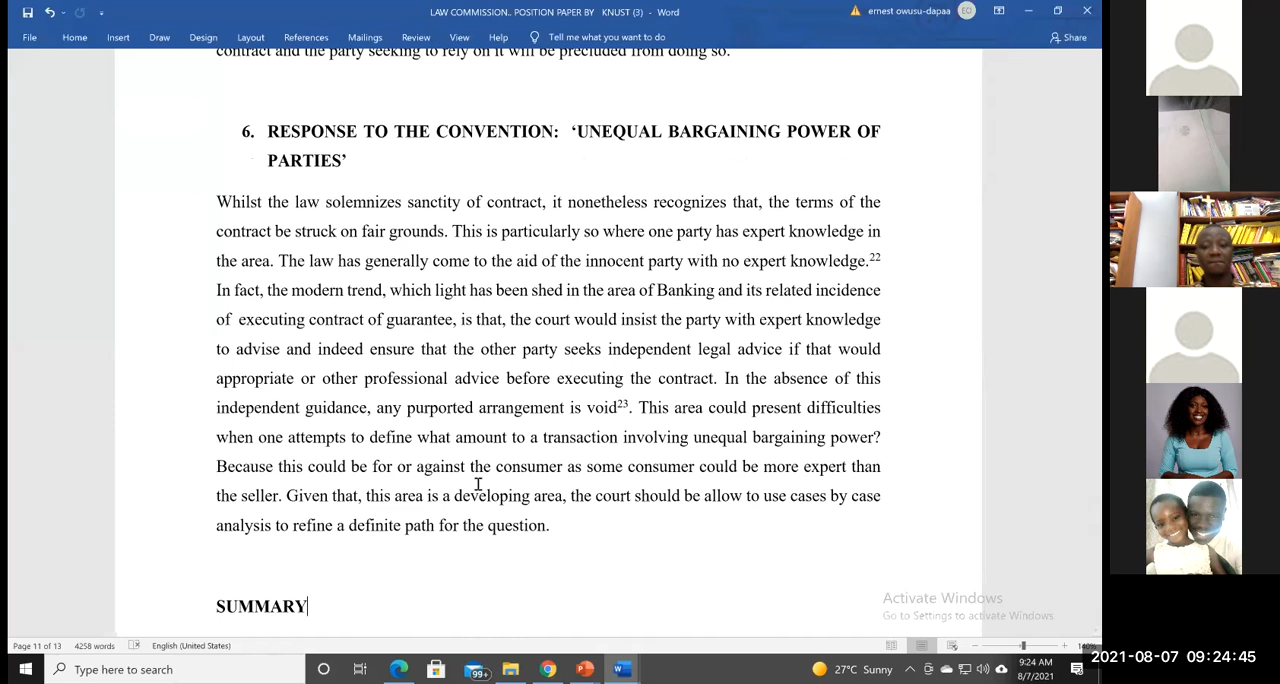 LAW COMMISSION.. POSITION PAPER BY KNUST (3) - Word
ernest owusu-dapaa
EO
File Home Insert Draw Design Layout References Mailings Review View Help Tell me what you want to do
Share
contract and the party seeking to rely on it will be precluded from doing so.
6. RESPONSE TO THE CONVENTION: ‘UNEQUAL BARGAINING POWER OF
PARTIES’
Whilst the law solemnizes sanctity of contract, it nonetheless recognizes that, the terms of the
contract be struck on fair grounds. This is particularly so where one party has expert knowledge in
the area. The law has generally come to the aid of the innocent party with no expert knowledge.22
In fact, the modern trend, which light has been shed in the area of Banking and its related incidence
of executing contract of guarantee, is that, the court would insist the party with expert knowledge
to advise and indeed ensure that the other party seeks independent legal advice if that would
appropriate or other professional advice before executing the contract. In the absence of this
independent guidance, any purported arrangement is void23. This area could present difficulties
when one attempts to define what amount to a transaction involving unequal bargaining power?
Because this could be for or against the consumer as some consumer could be more expert than
the seller. Given that, this area is a developing area, the court should be allow to use cases by case
analysis to refine a definite path for the question.
SUMMARY
Activate Windows
Go to Settings to activate Windows.
Page 11 of 13 4258 words English (United States)
140%
Type here to search
99+
27°C Sunny
9:24 AM
8/7/2021
2021-08-07 09:24:45